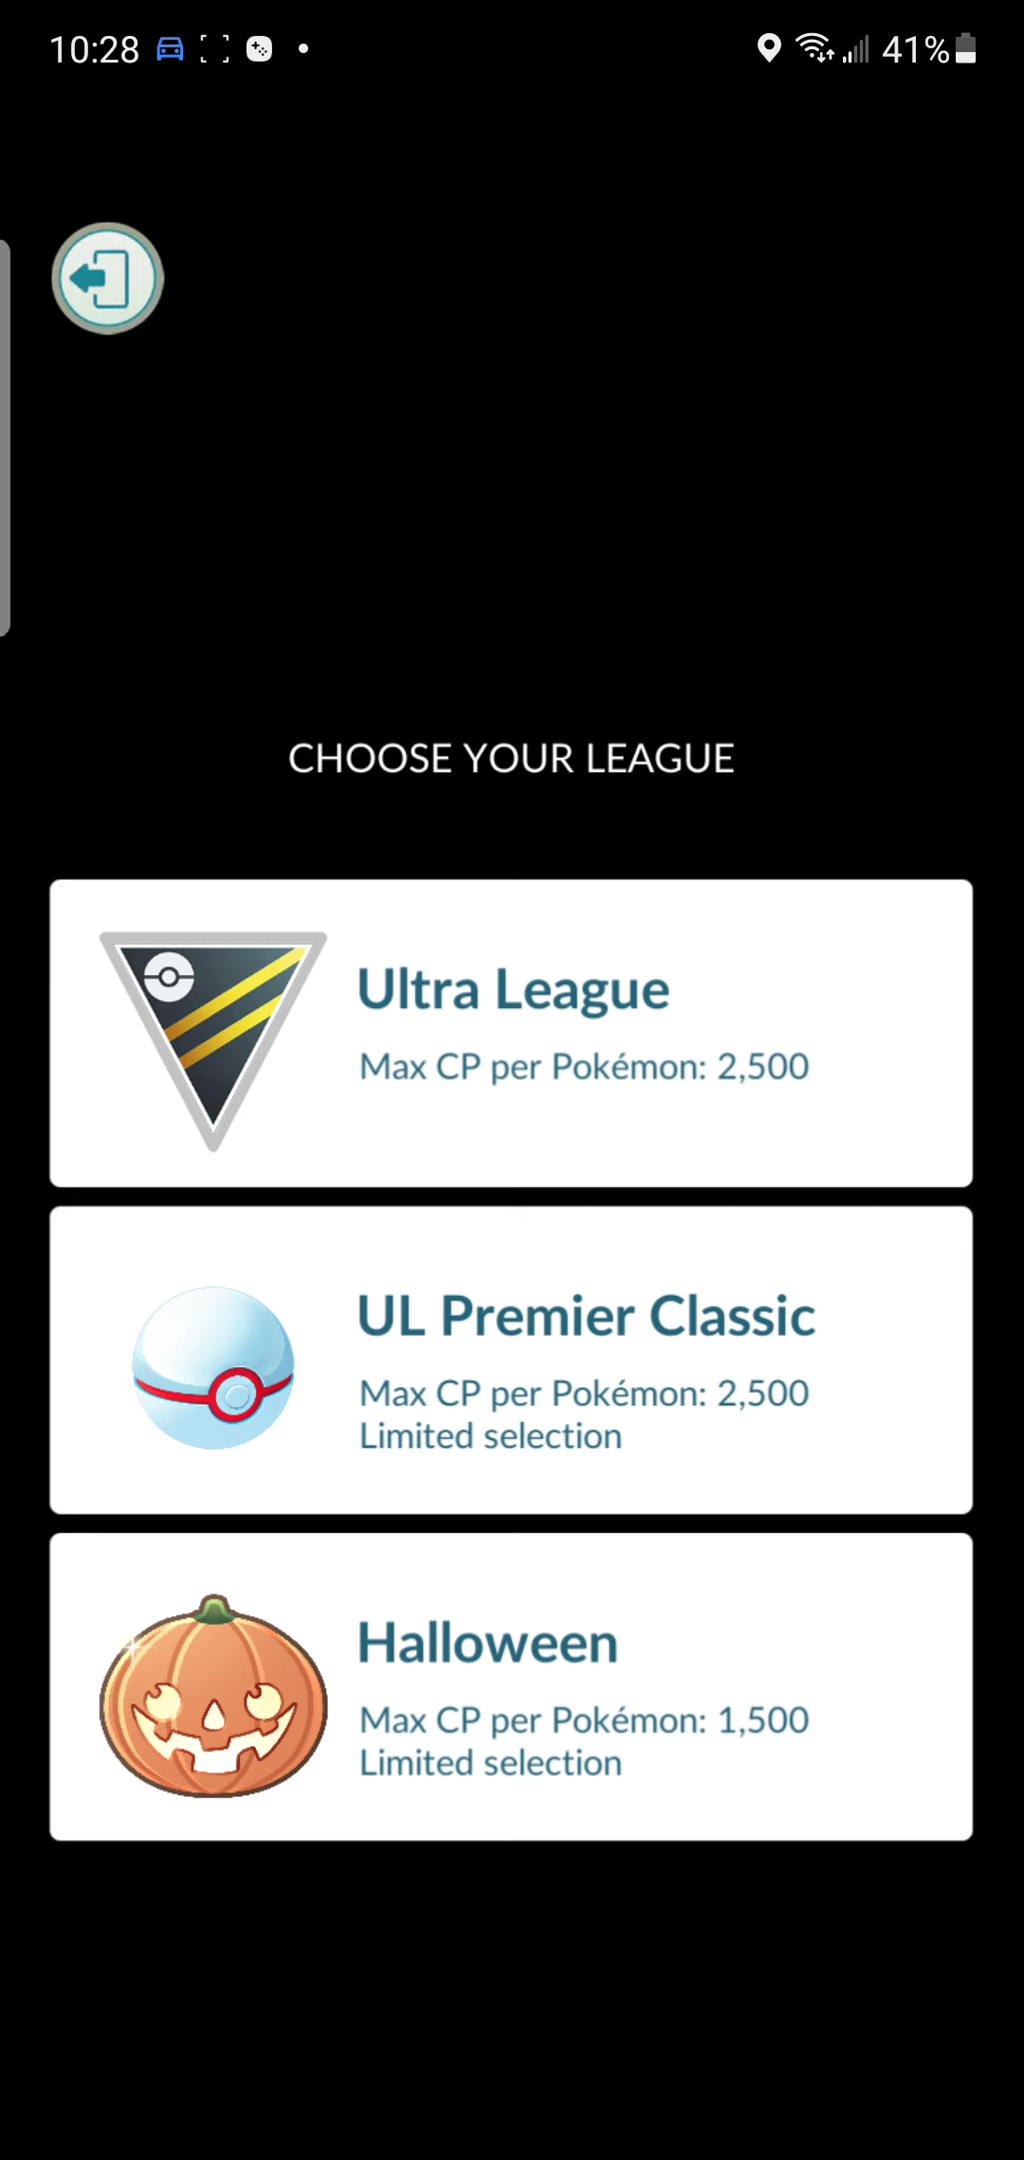 10:28
41%
CHOOSE YOUR LEAGUE
Ultra League
Max CP per Pokémon: 2,500
UL Premier Classic
Max CP per Pokémon: 2,500
Limited selection
Halloween
Max CP per Pokémon: 1,500
Limited selection